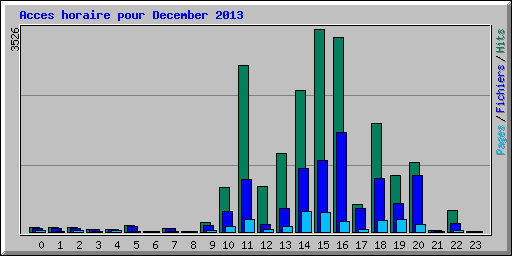 Acces horaire pour December 2013
3526
Pages/Fichiers/Hits
0 1 2 3 4 5 6 7 8 9 10 11 12 13 14 15 16 17 18 19 20 21 22 23